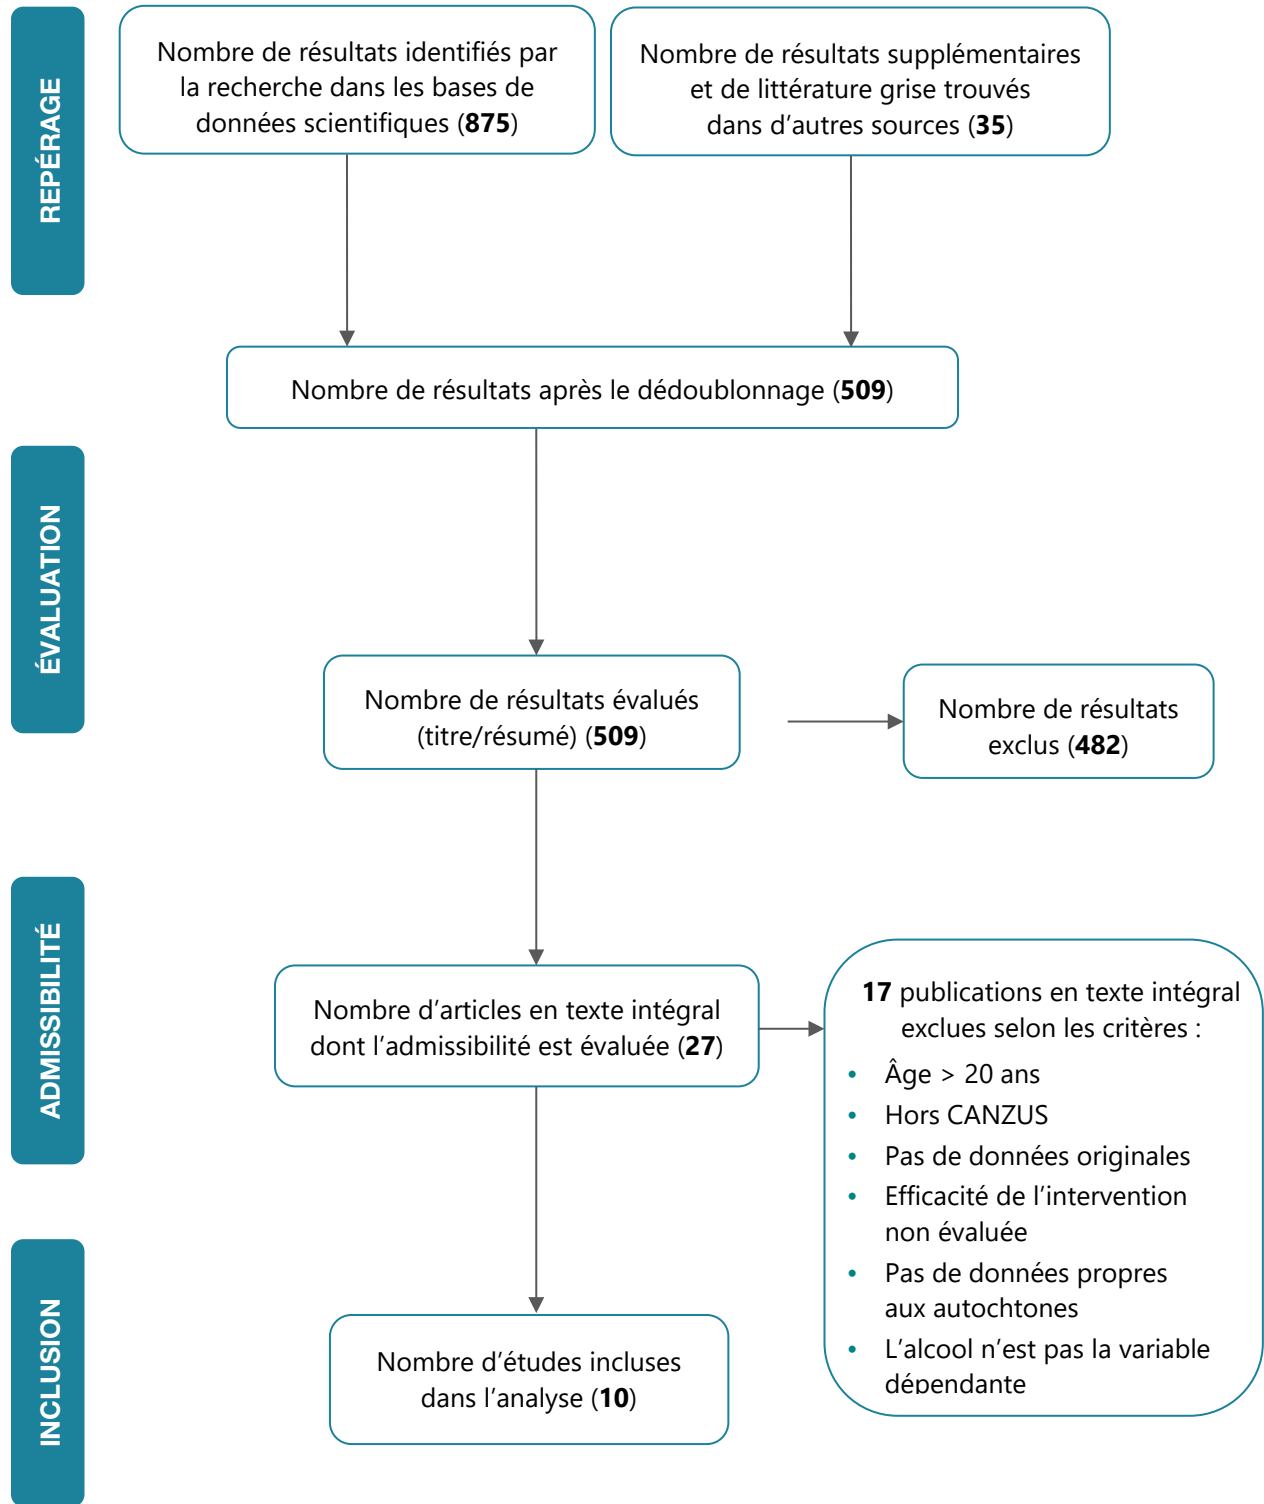 REPÉRAGE
Nombre de résultats identifiés par
la recherche dans les bases de
données scientifiques (875)
Nombre de résultats supplémentaires
et de littérature grise trouvés
dans d'autres sources (35)
Nombre de résultats après le dédoublonnage (509)
ÉVALUATION
Nombre de résultats évalués
(titre/résumé) (509)
Nombre de résultats
exclus (482)
ADMISSIBILITÉ
Nombre d'articles en texte intégral
dont l'admissibilité est évaluée (27)
17 publications en texte intégral
exclues selon les critères :
• Âge > 20 ans
• Hors CANZUS
• Pas de données originales
• Efficacité de l'intervention
non évaluée
• Pas de données propres
aux autochtones
• L'alcool n'est pas la variable
dépendante
INCLUSION
Nombre d'études incluses
dans l'analyse (10)